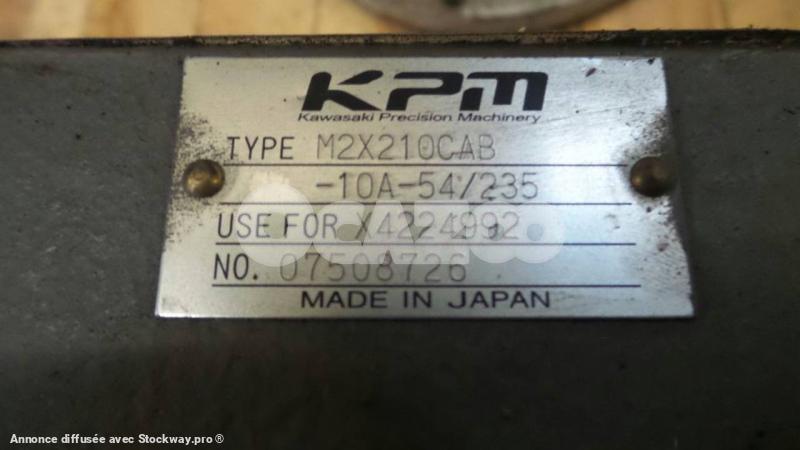 KPM
Kawasaki Precision Machinery
TYPE M2X210CAB
-10A-54/235
USE FOR X4224992
NO. 07508726
MADE IN JAPAN
OCAZOO
Annonce diffusée avec Stockway.pro®